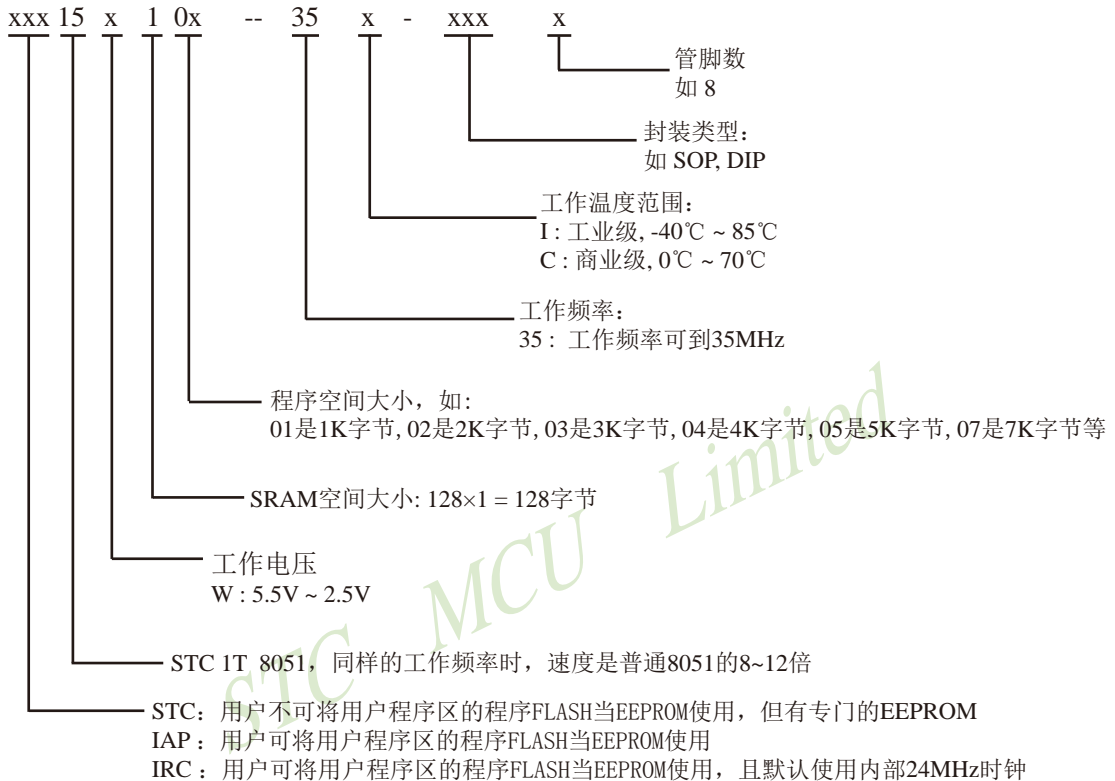 xxx 15 x 1 0x -- 35 x - xxx x
管脚数
如 8
封装类型：
如 SOP, DIP
工作温度范围：
I : 工业级, -40℃ ~ 85℃
C : 商业级, 0℃ ~ 70℃
工作频率：
35 : 工作频率可到35MHz
程序空间大小，如:
01是1K字节, 02是2K字节, 03是3K字节, 04是4K字节, 05是5K字节, 07是7K字节等
SRAM空间大小: 128×1 = 128字节
工作电压
W : 5.5V ~ 2.5V
STC 1T 8051，同样的工作频率时，速度是普通8051的8~12倍
STC：用户不可将用户程序区的程序FLASH当EEPROM使用，但有专门的EEPROM
IAP：用户可将用户程序区的程序FLASH当EEPROM使用
IRC：用户可将用户程序区的程序FLASH当EEPROM使用，且默认使用内部24MHz时钟
STC MCU Limited